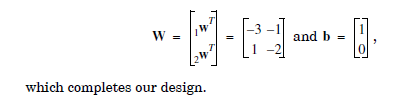 W = [₁wᵀ; ₂wᵀ] = [-3 -1; 1 -2] and b = [1; 0],
which completes our design.